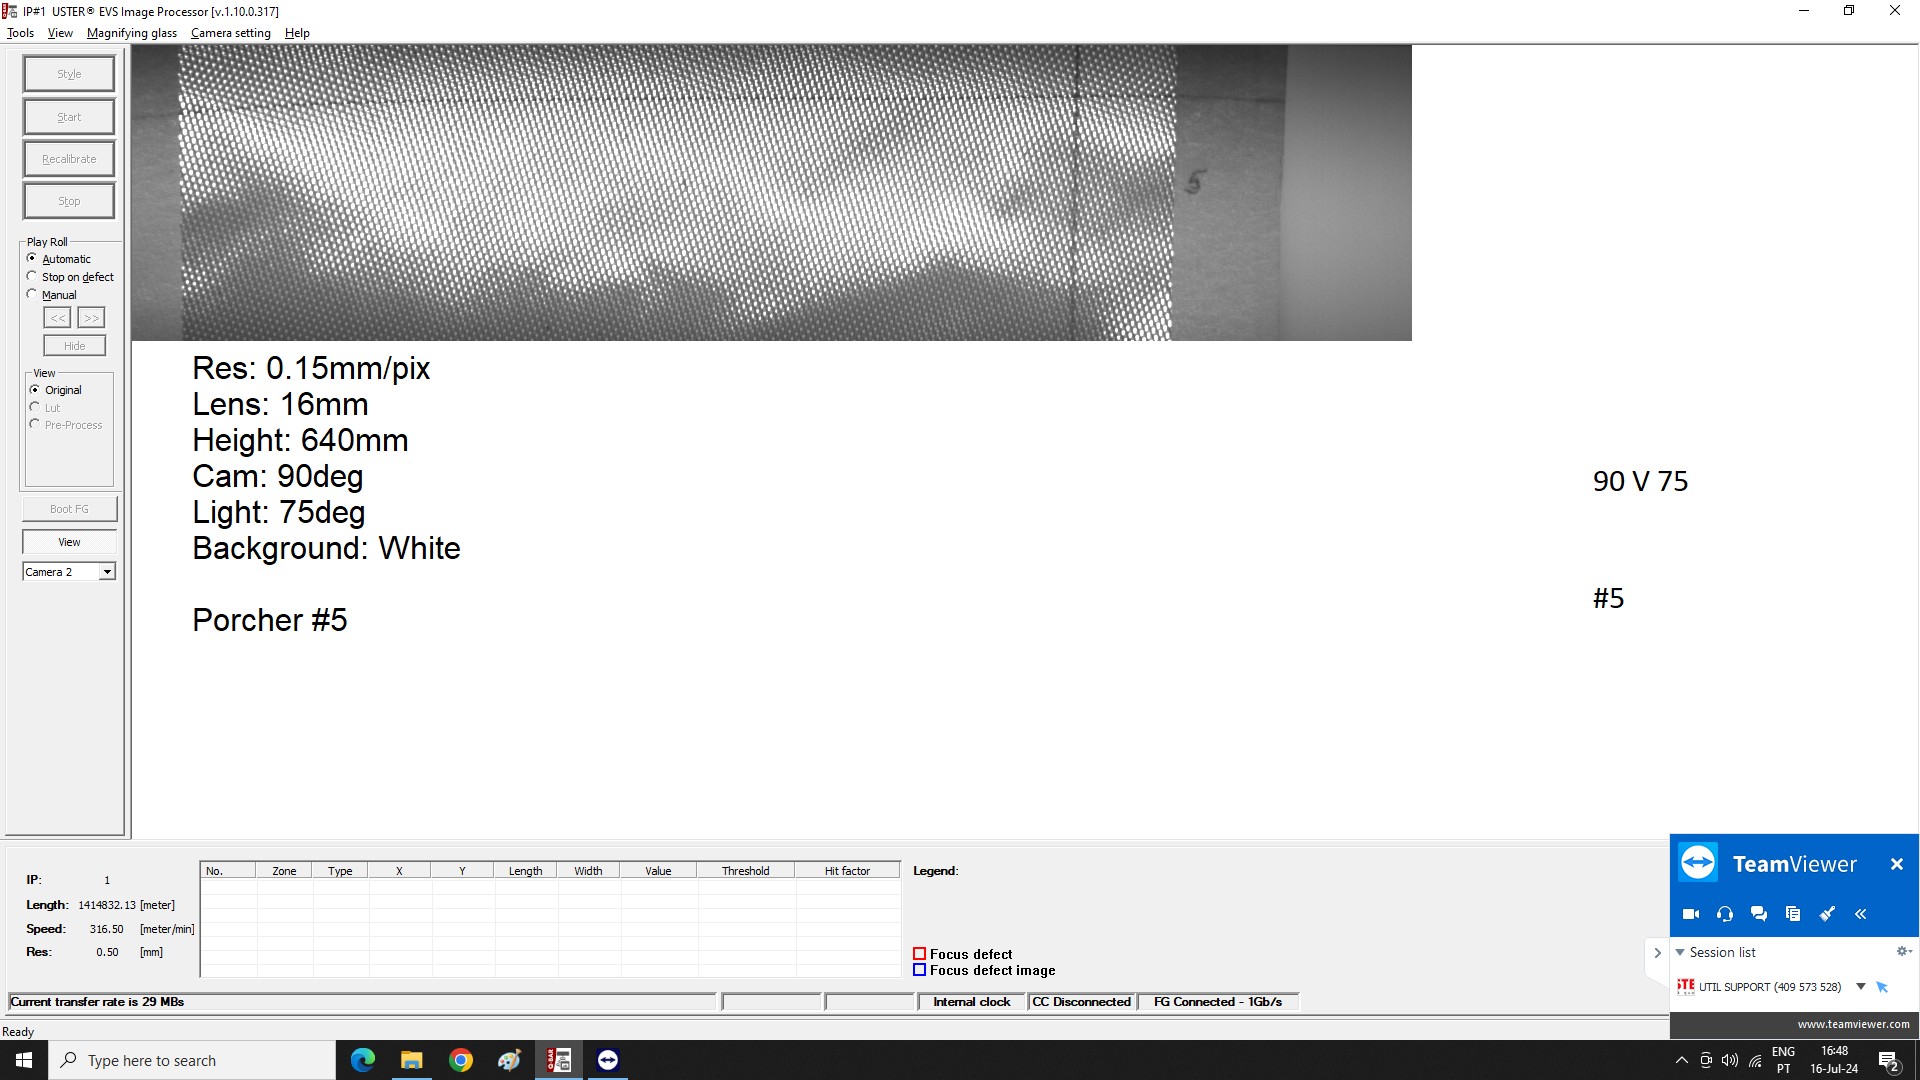 IP#1 USTER® EVS Image Processor [v.1.10.0.317]
Tools View Magnifying glass Camera setting Help
Style
Start
Recalibrate
Stop
Play Roll
Automatic
Stop on defect
Manual
<< >>
Hide
View
Original
Lut
Pre-Process
Boot FG
View
Camera 2
5
Res: 0.15mm/pix
Lens: 16mm
Height: 640mm
Cam: 90deg
Light: 75deg
Background: White
Porcher #5
90 V 75
#5
IP: 1
Length: 1414832.13 [meter]
Speed: 316.50 [meter/min]
Res: 0.50 [mm]
No. Zone Type X Y Length Width Value Threshold Hit factor
Legend:
Focus defect
Focus defect image
Current transfer rate is 29 MBs
Internal clock CC Disconnected FG Connected - 1Gb/s
Ready
TeamViewer
Session list
UTIL SUPPORT (409 573 528)
www.teamviewer.com
Type here to search
ENG
PT
16:48
16-Jul-24
2